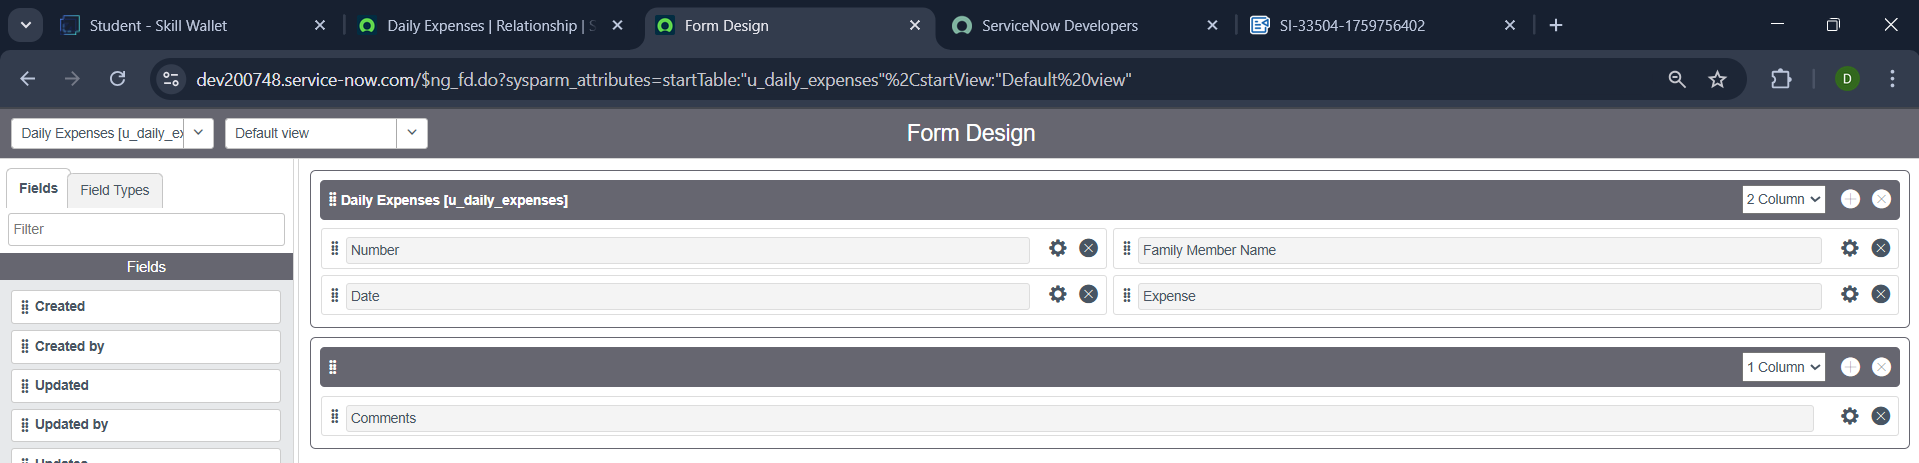 Student - Skill Wallet
Daily Expenses | Relationship | S
Form Design
ServiceNow Developers
SI-33504-1759756402
dev200748.service-now.com/$ng_fd.do?sysparm_attributes=startTable:"u_daily_expenses"%2CstartView:"Default%20view"
D
Daily Expenses [u_daily_ex
Default view
Form Design
Fields
Field Types
Filter
Fields
Created
Created by
Updated
Updated by
Updates
Daily Expenses [u_daily_expenses]
2 Column
Number
Family Member Name
Date
Expense
1 Column
Comments